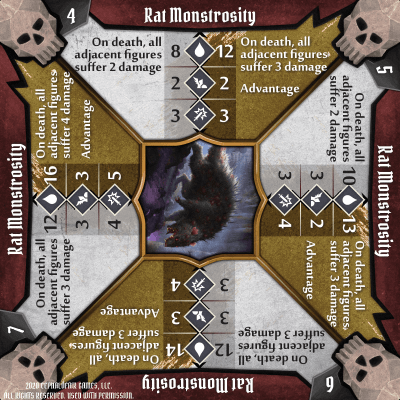 4
Rat Monstrosity
On death, all
adjacent figures
suffer 2 damage
8 12
2 2
3 3
On death, all
adjacent figures
suffer 3 damage
Advantage
5
Rat Monstrosity
On death, all
adjacent figures
suffer 2 damage
10 13
3 2
3 4
On death, all
adjacent figures
suffer 3 damage
Advantage
6
Rat Monstrosity
On death, all
adjacent figures
suffer 3 damage
12 14
3 3
3 4
On death, all
adjacent figures
suffer 3 damage
Advantage
7
Rat Monstrosity
On death, all
adjacent figures
suffer 3 damage
12 16
3 3
4 5
On death, all
adjacent figures
suffer 4 damage
Advantage
2020 CEPHALOFAIR GAMES, LLC.
ALL RIGHTS RESERVED. USED WITH PERMISSION.